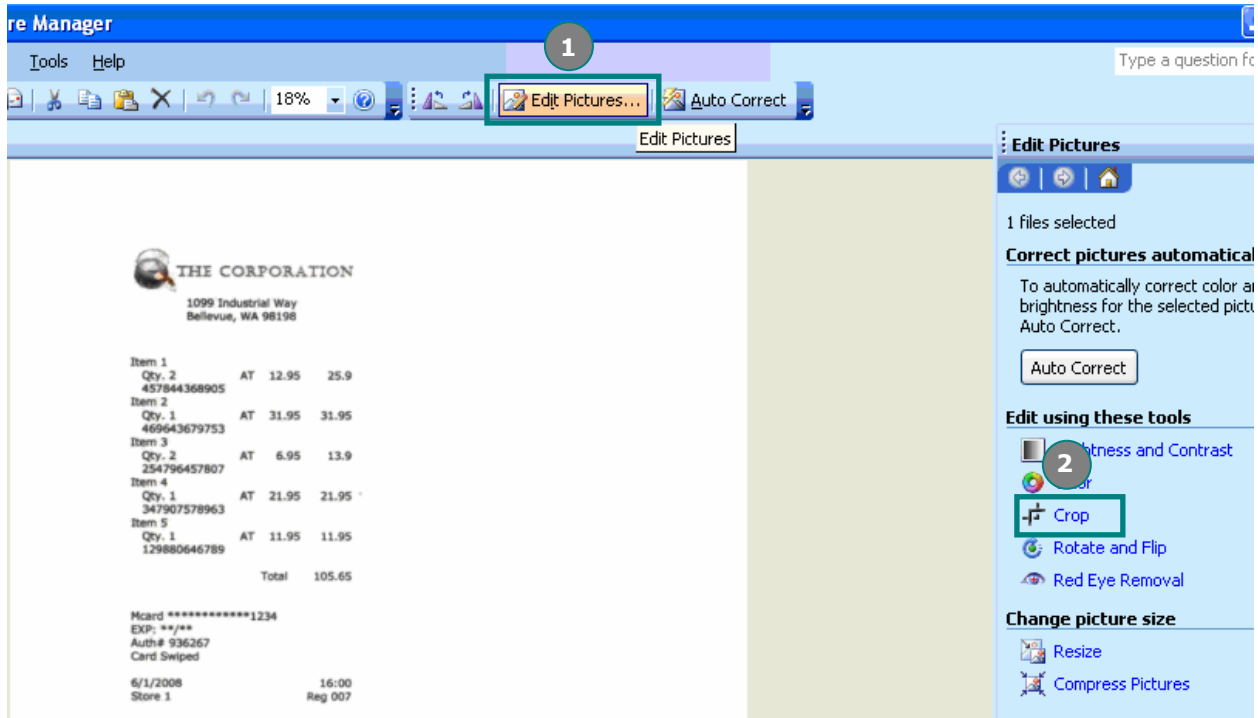 re Manager
1
Tools Help
Type a question fo
18% Edit Pictures... Auto Correct
Edit Pictures
Edit Pictures
1 files selected
Correct pictures automatical
To automatically correct color a
brightness for the selected pictu
Auto Correct.
Auto Correct
Edit using these tools
tness and Contrast
2
Crop
Rotate and Flip
Red Eye Removal
Change picture size
Resize
Compress Pictures
THE CORPORATION
1099 Industrial Way
Bellevue, WA 98198
Item 1
Qty. 2 AT 12.95 25.9
457844368905
Item 2
Qty. 1 AT 31.95 31.95
469643679753
Item 3
Qty. 2 AT 6.95 13.9
254796457807
Item 4
Qty. 1 AT 21.95 21.95
347907578963
Item 5
Qty. 1 AT 11.95 11.95
129880646789
Total 105.65
Mcard ************1234
EXP: **/**
Auth# 936267
Card Swiped
6/1/2008 16:00
Store 1 Reg 007